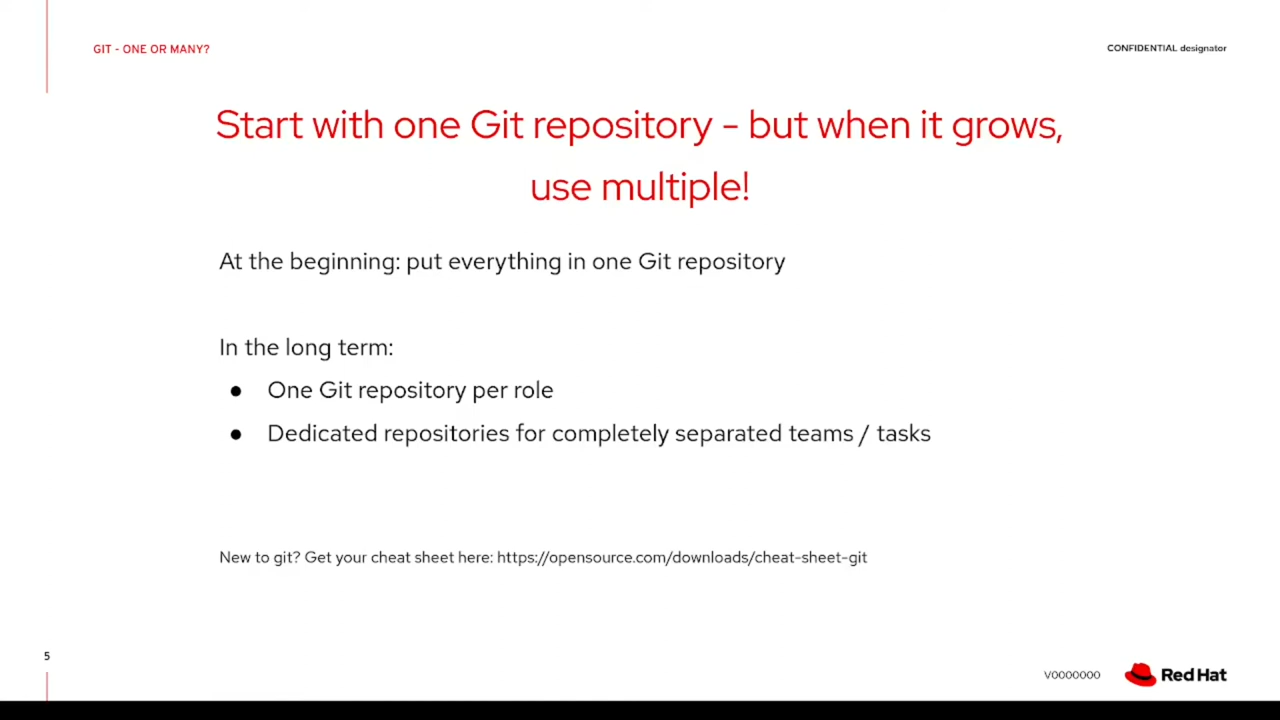 GIT - ONE OR MANY?
CONFIDENTIAL designator
Start with one Git repository - but when it grows,
use multiple!
At the beginning: put everything in one Git repository
In the long term:
● One Git repository per role
● Dedicated repositories for completely separated teams / tasks
New to git? Get your cheat sheet here: https://opensource.com/downloads/cheat-sheet-git
5
V0000000
Red Hat